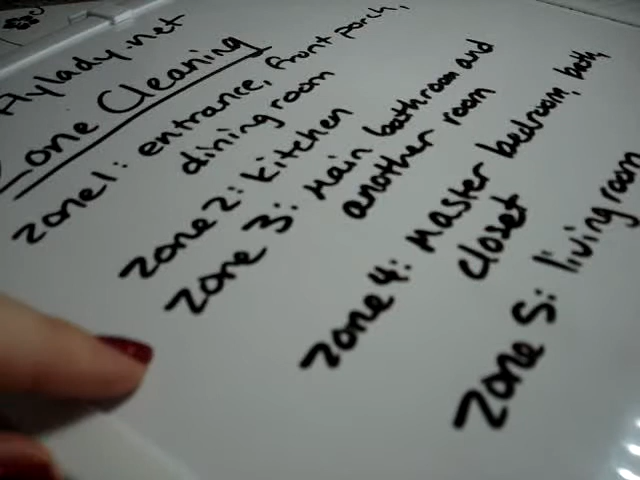 Flylady.net
Zone Cleaning
Zone 1: entrance, front porch,
dining room
Zone 2: kitchen
Zone 3: Main bathroom and
another room
Zone 4: Master bedroom, bath,
closet
Zone 5: living room